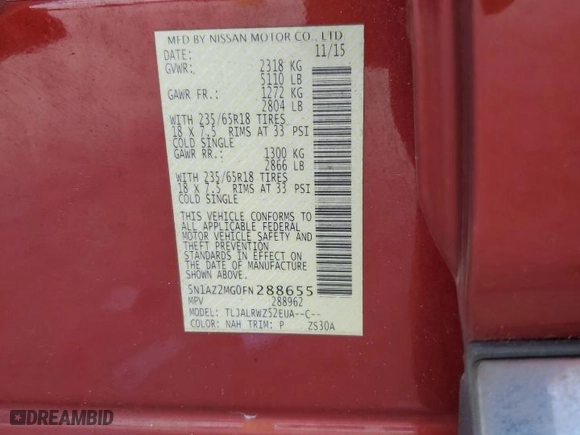 MFD BY NISSAN MOTOR CO., LTD
DATE: 11/15
GVWR: 2318 KG
5110 LB
GAWR FR.: 1272 KG
2804 LB
WITH 235/65R18 TIRES
18 X 7.5 RIMS AT 33 PSI
COLD SINGLE
GAWR RR.: 1300 KG
2866 LB
WITH 235/65R18 TIRES
18 X 7.5 RIMS AT 33 PSI
COLD SINGLE
THIS VEHICLE CONFORMS TO
ALL APPLICABLE FEDERAL
MOTOR VEHICLE SAFETY AND
THEFT PREVENTION
STANDARDS IN EFFECT ON
THE DATE OF MANUFACTURE
5N1AZ2MG0FN288655
MPV 288962
MODEL: TLJALRWZ52EUA--C--
COLOR: NAH TRIM: P ZS30A
DREAMBID